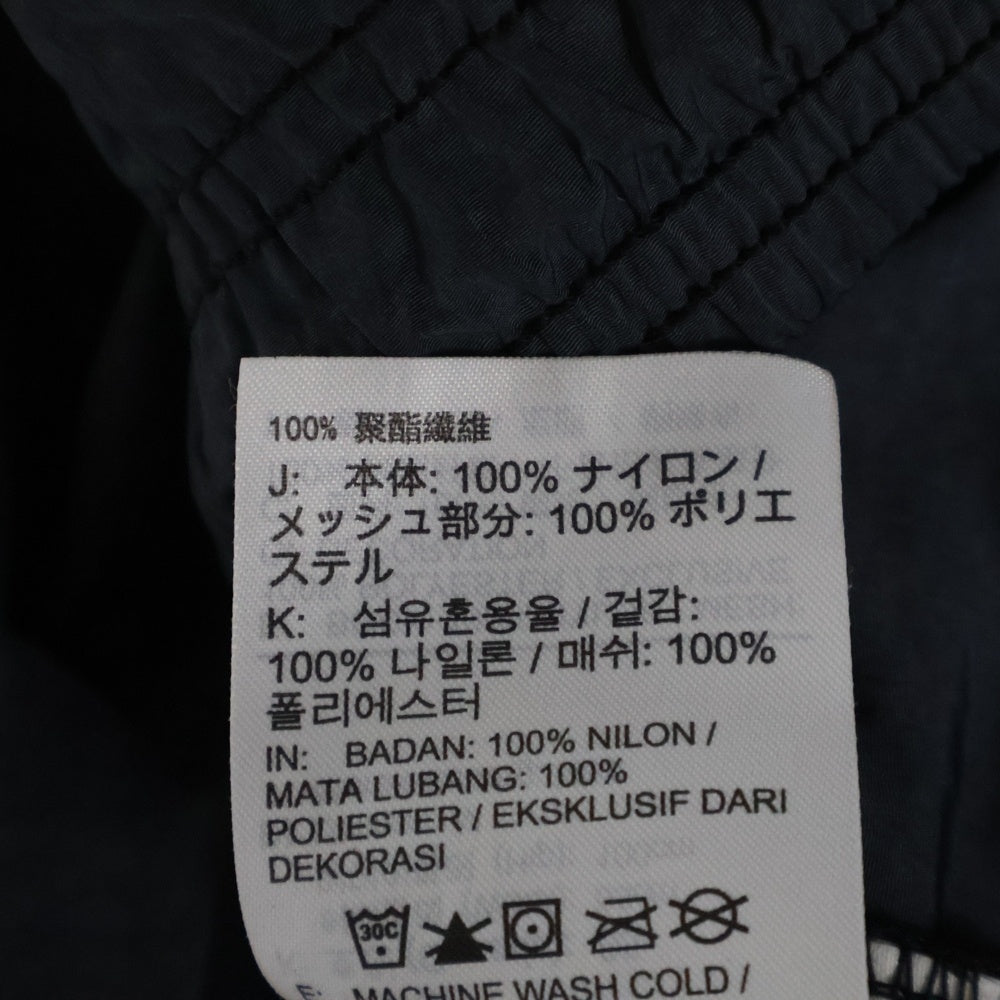 100% 聚酯纖維
J: 本体: 100% ナイロン /
メッシュ部分: 100% ポリエ
ステル
K: 섬유혼용율 / 겉감:
100% 나일론 / 매쉬: 100%
폴리에스터
IN: BADAN: 100% NILON /
MATA LUBANG: 100%
POLIESTER / EKSKLUSIF DARI
DEKORASI
30C
E: MACHINE WASH COLD /